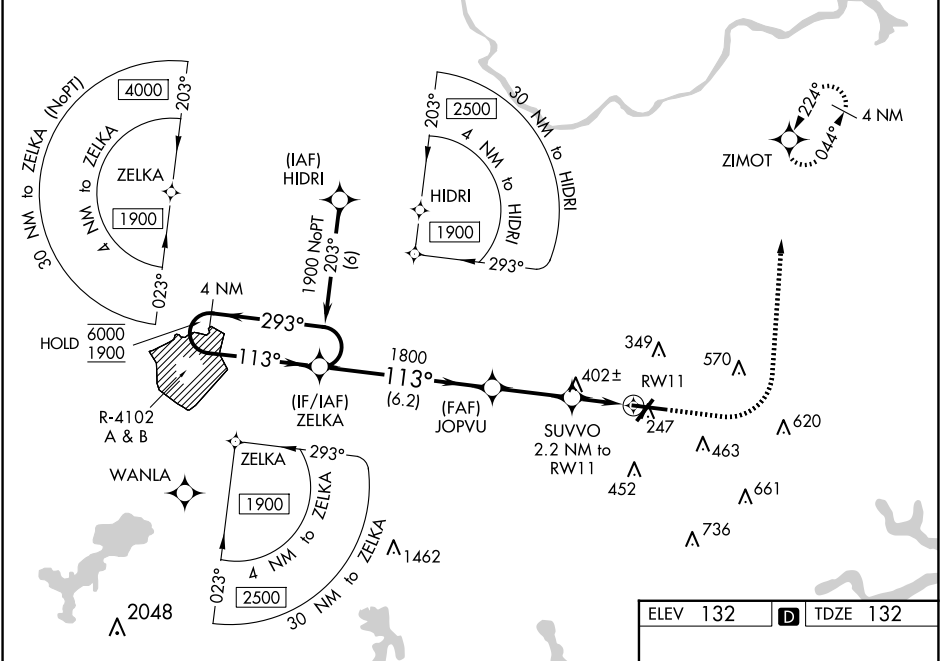 4000
203°
30 NM to ZELKA (NoPT)
4 NM to ZELKA
ZELKA
1900
023°
(IAF)
HIDRI
1900 NoPT
203°
(6)
2500
203°
30 NM to HIDRI
4 NM to HIDRI
HIDRI
1900
293°
224°
044°
4 NM
ZIMOT
4 NM
HOLD
6000
1900
293°
113°
R-4102
A & B
(IF/IAF)
ZELKA
1800
113°
(6.2)
(FAF)
JOPVU
402±
SUVVO
2.2 NM to
RW11
349
RW11
247
570
620
463
452
661
736
WANLA
ZELKA
293°
1900
4 NM to ZELKA
023°
2500
30 NM to ZELKA
1462
2048
ELEV 132
D
TDZE 132